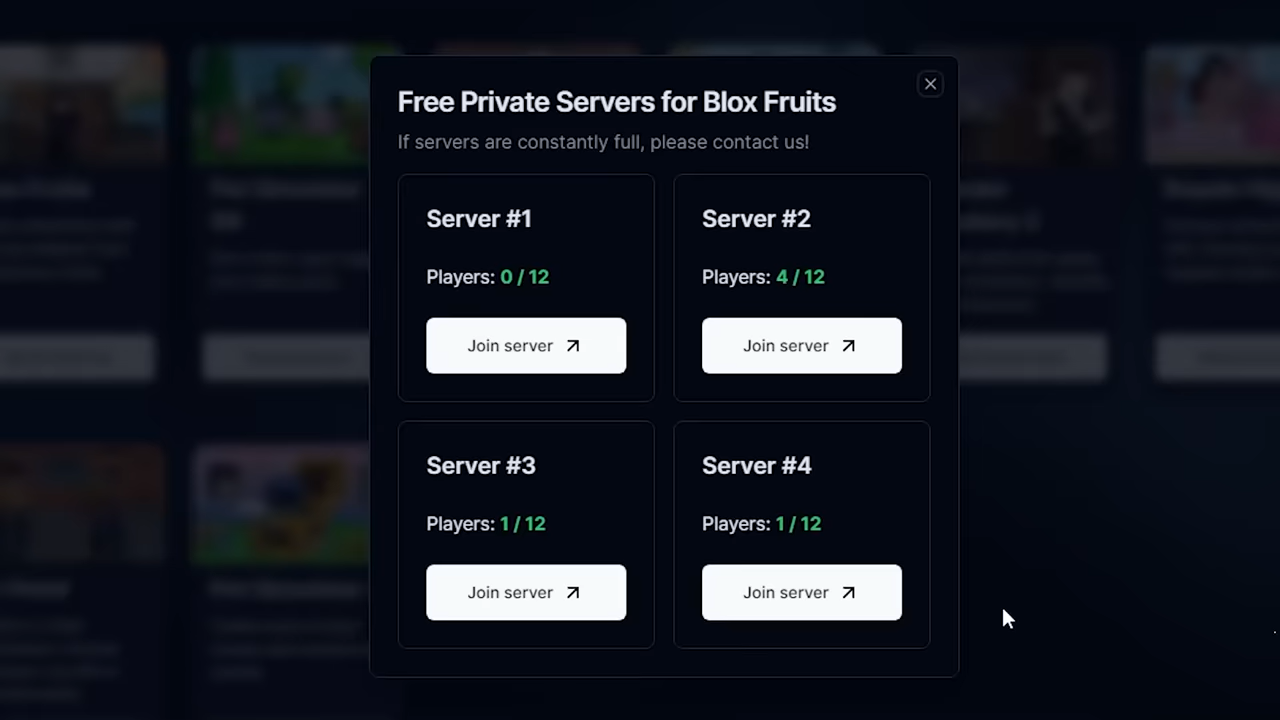 Free Private Servers for Blox Fruits
If servers are constantly full, please contact us!
Server #1
Players: 0 / 12
Join server
Server #2
Players: 4 / 12
Join server
Server #3
Players: 1 / 12
Join server
Server #4
Players: 1 / 12
Join server